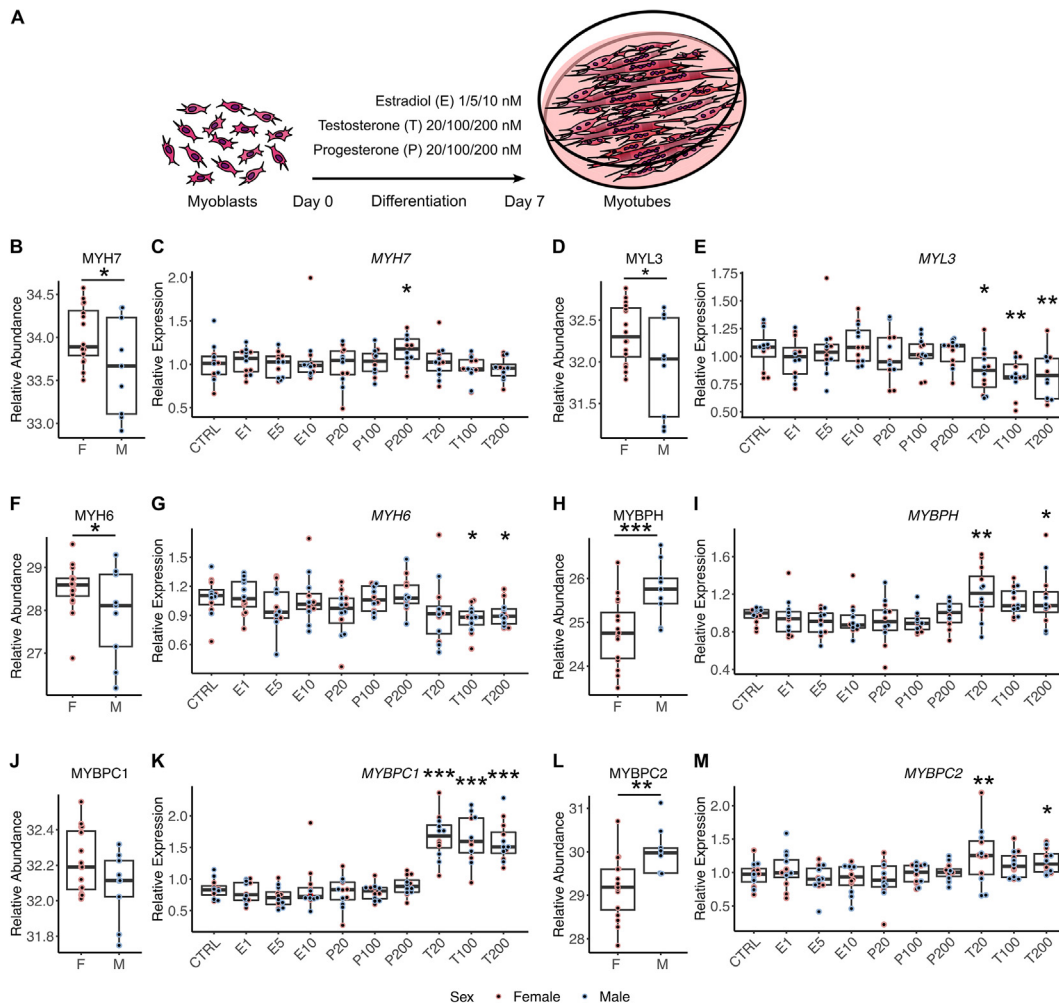 A
Estradiol (E) 1/5/10 nM
Testosterone (T) 20/100/200 nM
Progesterone (P) 20/100/200 nM
Myoblasts Day 0 Differentiation Day 7 Myotubes
B MYH7
*
Relative Abundance
34.5
34.0
33.5
33.0
F M
C MYH7
*
Relative Expression
2.0
1.5
1.0
0.5
CTRL E1 E5 E10 P20 P100 P200 T20 T100 T200
D MYL3
*
Relative Abundance
32.5
32.0
31.5
F M
E MYL3
* ** **
Relative Expression
1.75
1.50
1.25
1.00
0.75
0.50
CTRL E1 E5 E10 P20 P100 P200 T20 T100 T200
F MYH6
*
Relative Abundance
29
28
27
F M
G MYH6
* *
Relative Expression
1.5
1.2
0.9
0.6
CTRL E1 E5 E10 P20 P100 P200 T20 T100 T200
H MYBPH
***
Relative Abundance
26
25
24
F M
I MYBPH
** *
Relative Expression
1.6
1.2
0.8
0.4
CTRL E1 E5 E10 P20 P100 P200 T20 T100 T200
J MYBPC1
Relative Abundance
32.4
32.2
32.0
31.8
F M
K MYBPC1
*** *** ***
Relative Expression
2.0
1.5
1.0
0.5
CTRL E1 E5 E10 P20 P100 P200 T20 T100 T200
L MYBPC2
**
Relative Abundance
31
30
29
28
F M
M MYBPC2
** *
Relative Expression
2.0
1.5
1.0
0.5
CTRL E1 E5 E10 P20 P100 P200 T20 T100 T200
Sex Female Male